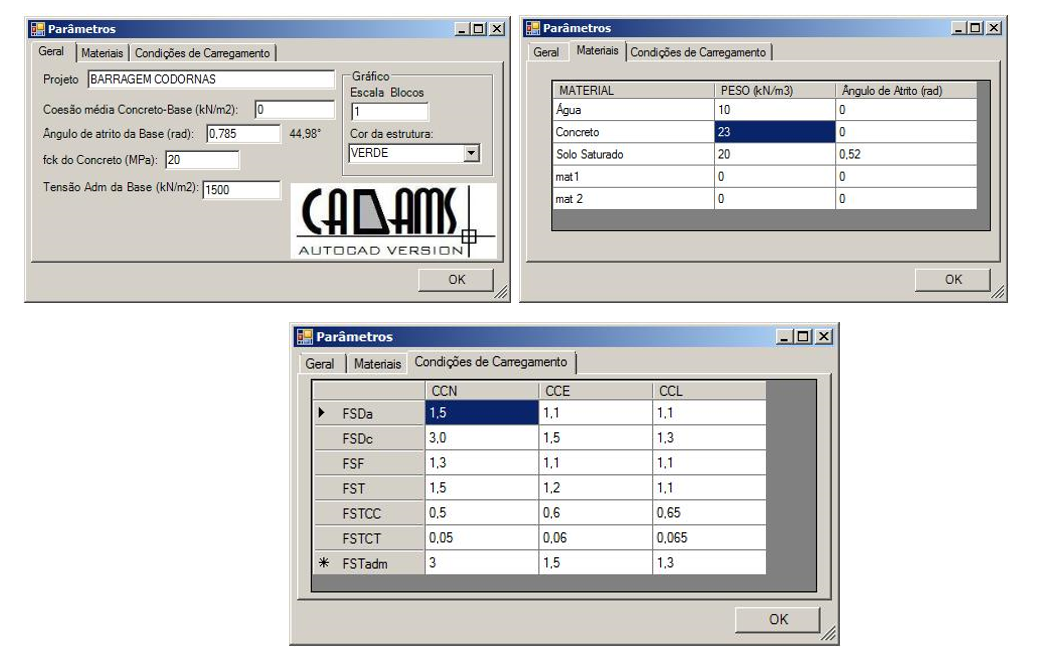 Parâmetros
Geral Materiais Condições de Carregamento
Projeto BARRAGEM CODORNAS
Coesão média Concreto-Base (kN/m2): 0
Ângulo de atrito da Base (rad): 0,785 44,98°
fck do Concreto (MPa): 20
Tensão Adm da Base (kN/m2): 1500
Gráfico
Escala Blocos
1
Cor da estrutura:
VERDE
CADAMS
AUTOCAD VERSION
OK
Parâmetros
Geral Materiais Condições de Carregamento
MATERIAL PESO (kN/m3) Ângulo de Atrito (rad)
Água 10 0
Concreto 23 0
Solo Saturado 20 0,52
mat1 0 0
mat 2 0 0
OK
Parâmetros
Geral Materiais Condições de Carregamento
CCN CCE CCL
FSDa 1,5 1,1 1,1
FSDc 3,0 1,5 1,3
FSF 1,3 1,1 1,1
FST 1,5 1,2 1,1
FSTCC 0,5 0,6 0,65
FSTCT 0,05 0,06 0,065
FSTadm 3 1,5 1,3
OK